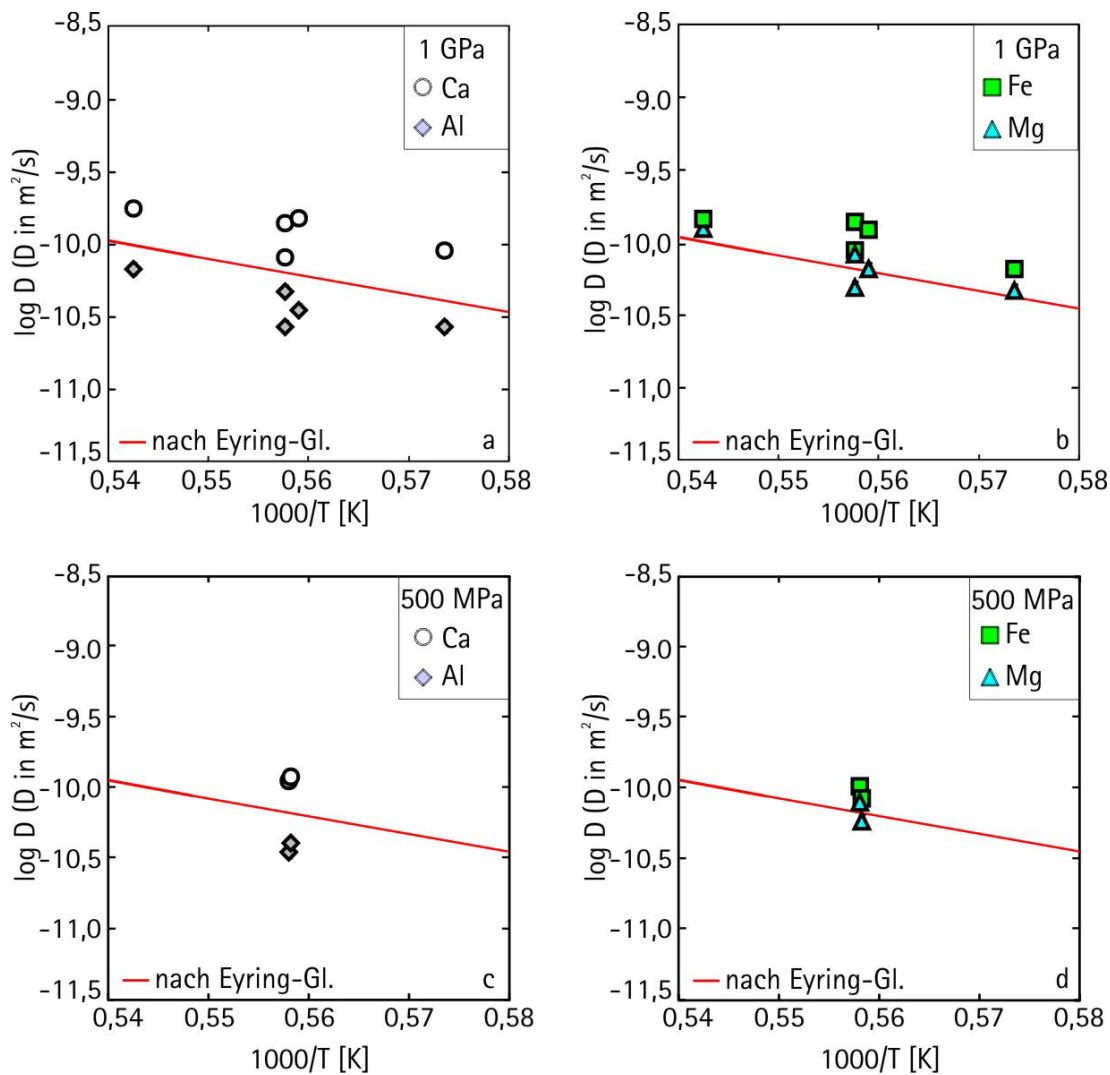 −8,5
−9.0
−9,5
−10,0
−10,5
−11,0
−11,5
log D (D in m²/s)
1 GPa
Ca
Al
nach Eyring-Gl.
a
0,54 0,55 0,56 0,57 0,58
1000/T [K]
−8,5
−9.0
−9,5
−10,0
−10,5
−11,0
−11,5
log D (D in m²/s)
1 GPa
Fe
Mg
nach Eyring-Gl.
b
0,54 0,55 0,56 0,57 0,58
1000/T [K]
−8,5
−9.0
−9,5
−10,0
−10,5
−11,0
−11,5
log D (D in m²/s)
500 MPa
Ca
Al
nach Eyring-Gl.
c
0,54 0,55 0,56 0,57 0,58
1000/T [K]
−8,5
−9.0
−9,5
−10,0
−10,5
−11,0
−11,5
log D (D in m²/s)
500 MPa
Fe
Mg
nach Eyring-Gl.
d
0,54 0,55 0,56 0,57 0,58
1000/T [K]